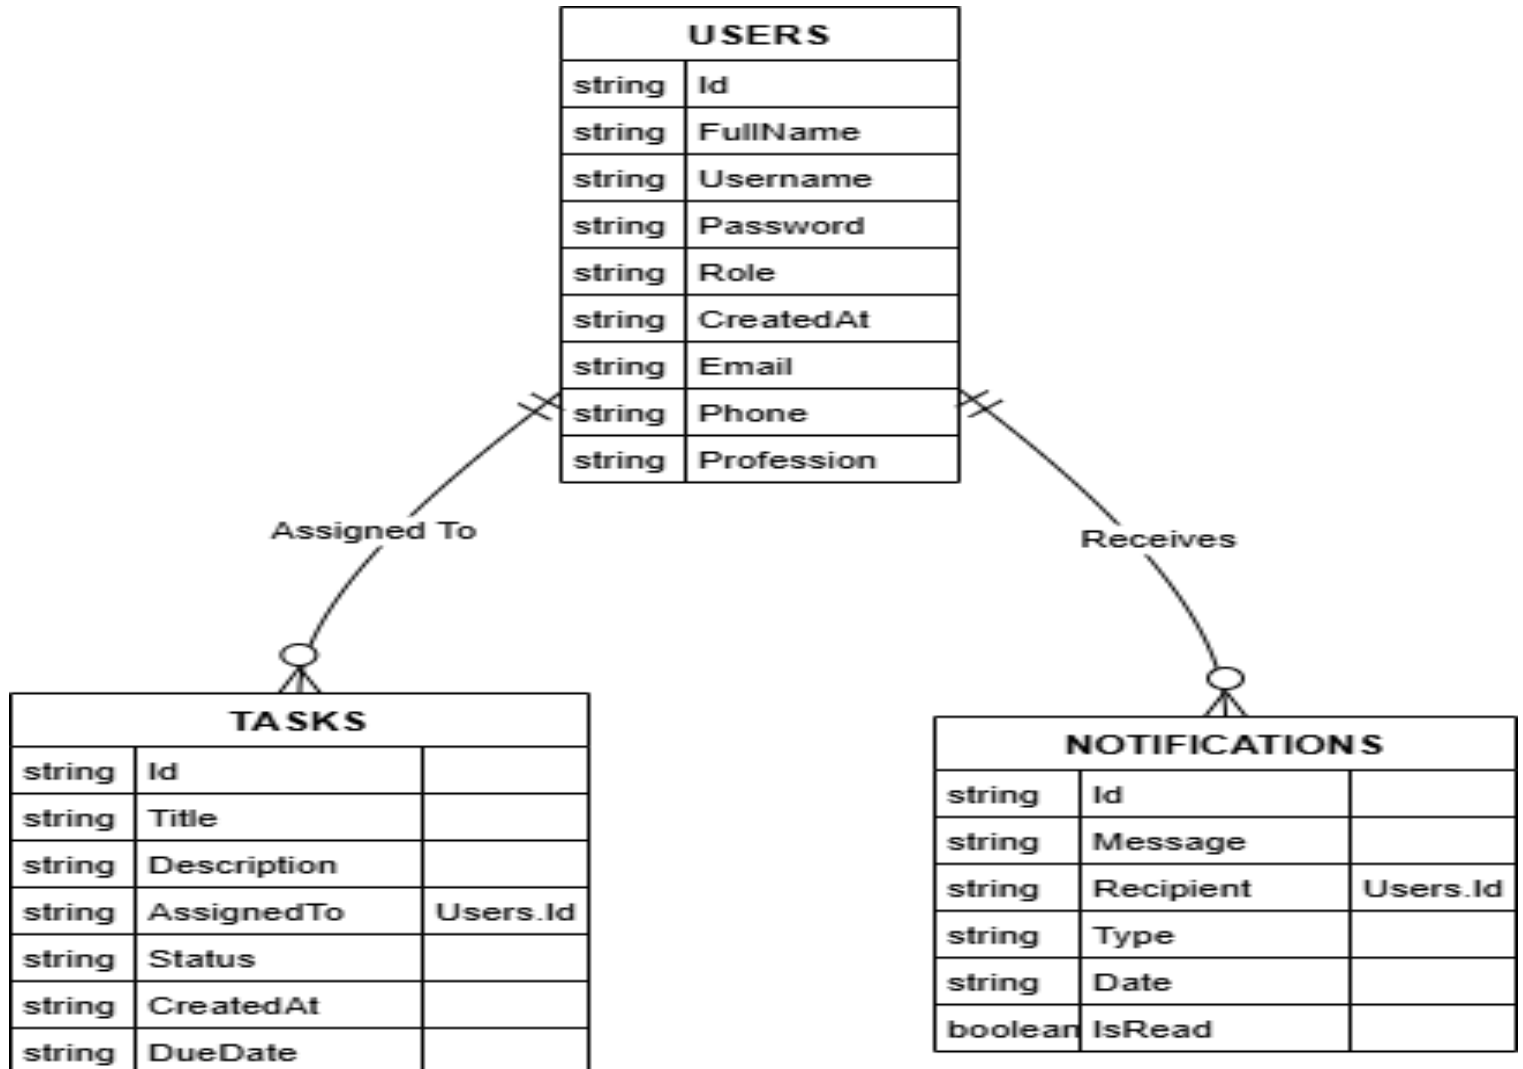 USERS
string Id
string FullName
string Username
string Password
string Role
string CreatedAt
string Email
string Phone
string Profession
Assigned To
Receives
TASKS
string Id
string Title
string Description
string AssignedTo Users.Id
string Status
string CreatedAt
string DueDate
NOTIFICATIONS
string Id
string Message
string Recipient Users.Id
string Type
string Date
boolean IsRead